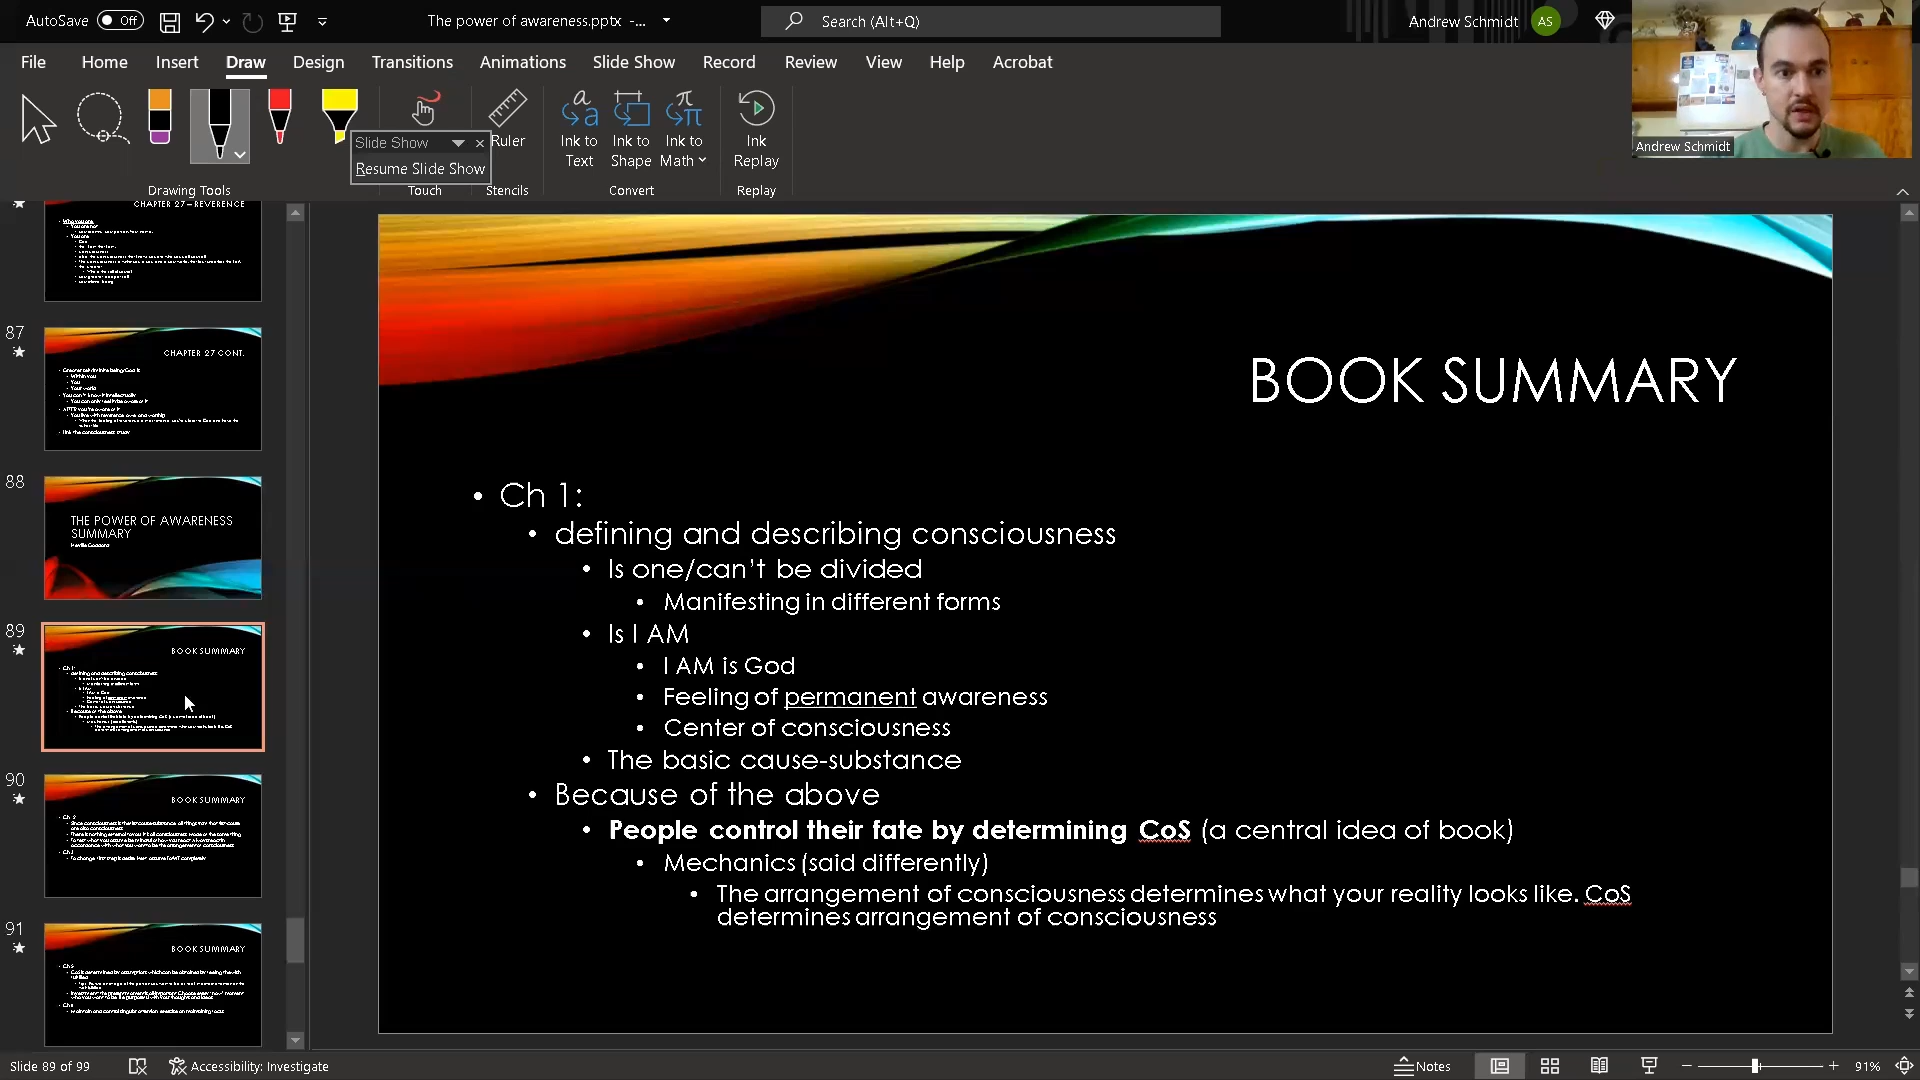 AutoSave
Off
The power of awareness.pptx -...
Search (Alt+Q)
Andrew Schmidt
AS
File
Home
Insert
Draw
Design
Transitions
Animations
Slide Show
Record
Review
View
Help
Acrobat
Slide Show
Resume Slide Show
Ruler
Ink to Text
Ink to Shape
Ink to Math
Ink Replay
Drawing Tools
Touch
Stencils
Convert
Replay
Andrew Schmidt
CHAPTER 27 – REVERENCE
87
CHAPTER 27 CONT.
88
THE POWER OF AWARENESS
SUMMARY
89
BOOK SUMMARY
90
BOOK SUMMARY
91
BOOK SUMMARY
BOOK SUMMARY
• Ch 1:
• defining and describing consciousness
• Is one/can't be divided
• Manifesting in different forms
• Is I AM
• I AM is God
• Feeling of permanent awareness
• Center of consciousness
• The basic cause-substance
• Because of the above
• People control their fate by determining CoS (a central idea of book)
• Mechanics (said differently)
• The arrangement of consciousness determines what your reality looks like. CoS
determines arrangement of consciousness
Slide 89 of 99
Accessibility: Investigate
Notes
91%